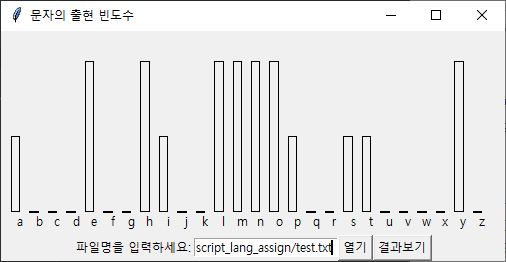 문자의 출현 빈도수
a b c d e f g h i j k l m n o p q r s t u v w x y z
파일명을 입력하세요: script_lang_assign/test.txt 열기 결과보기